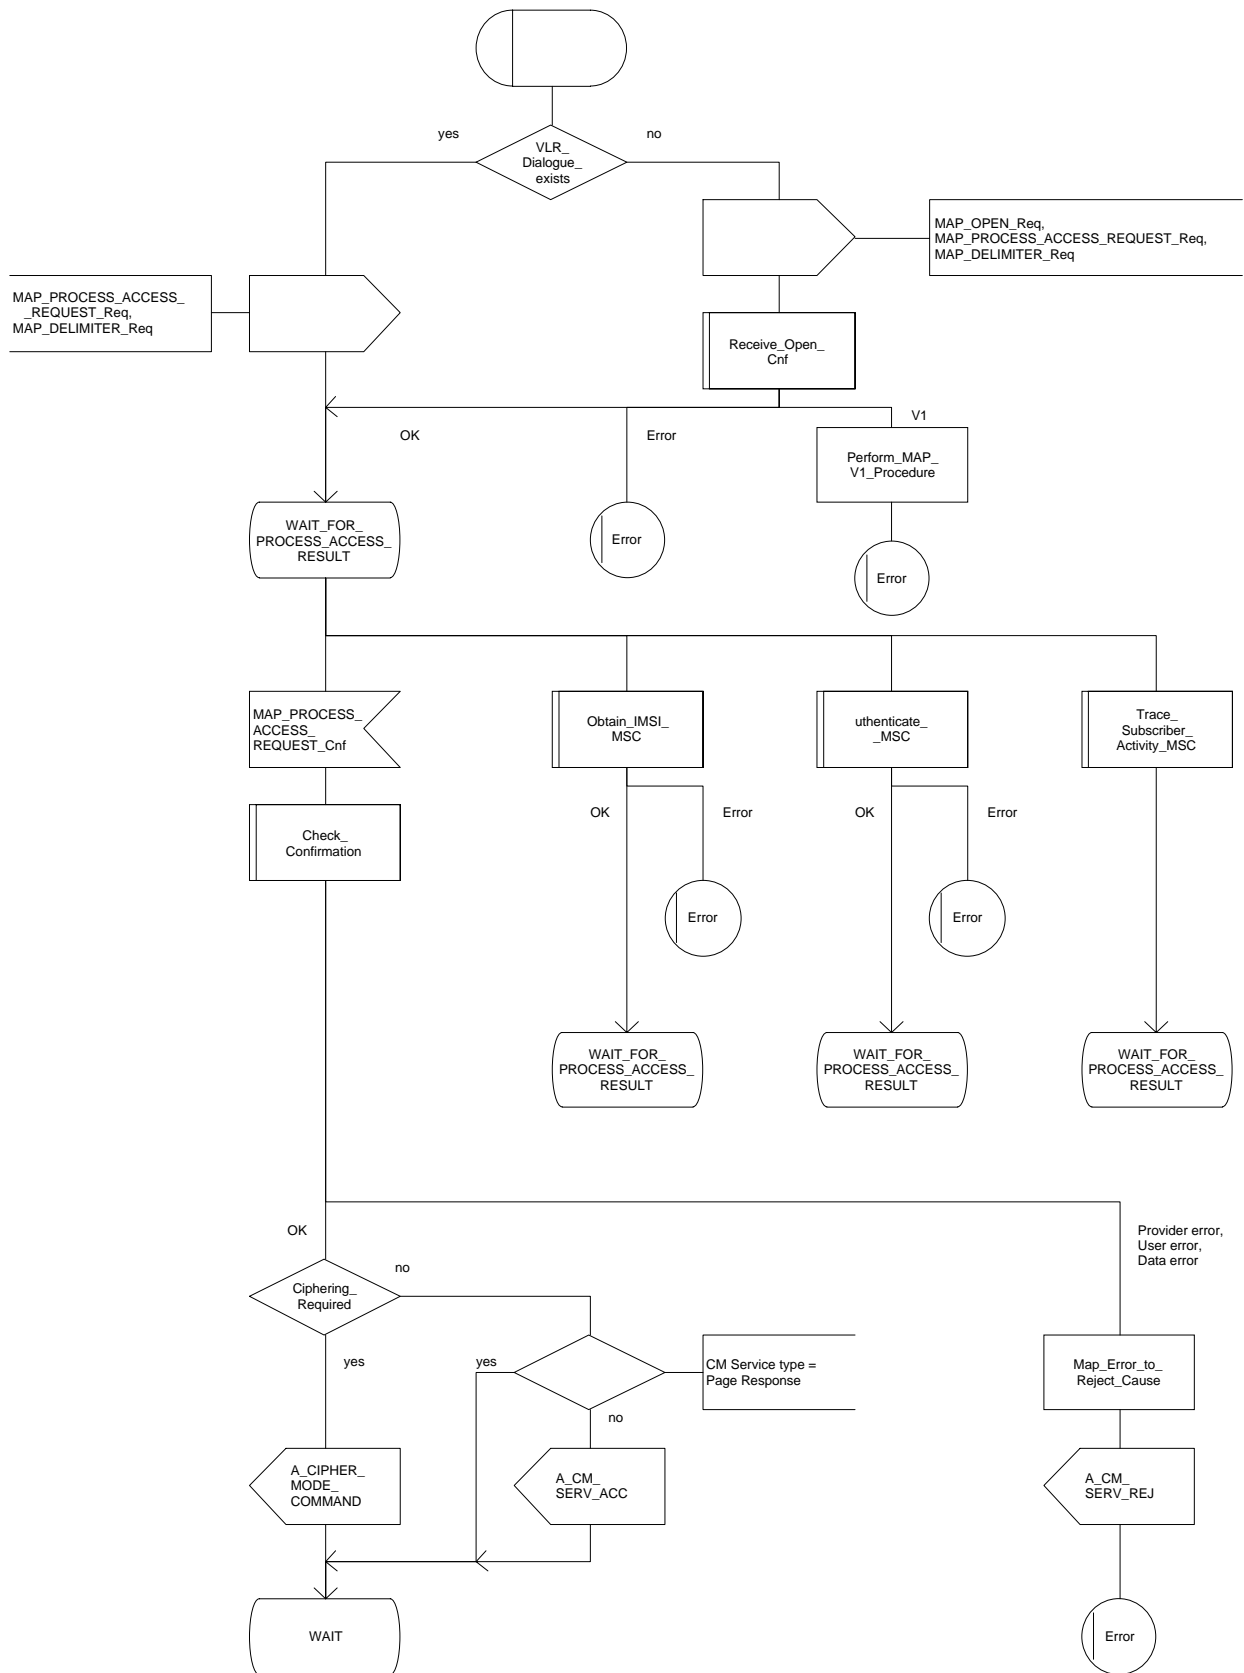 yes
no
VLR_
Dialogue_
exists
MAP_OPEN_Req,
MAP_PROCESS_ACCESS_REQUEST_Req,
MAP_DELIMITER_Req
MAP_PROCESS_ACCESS_
_REQUEST_Req,
MAP_DELIMITER_Req
Receive_Open_
Cnf
OK
Error
V1
Perform_MAP_
V1_Procedure
WAIT_FOR_
PROCESS_ACCESS_
RESULT
Error
Error
MAP_PROCESS_
ACCESS_
REQUEST_Cnf
Obtain_IMSI_
MSC
uthenticate_
_MSC
Trace_
Subscriber_
Activity_MSC
Check_
Confirmation
OK
Error
OK
Error
Error
Error
WAIT_FOR_
PROCESS_ACCESS_
RESULT
WAIT_FOR_
PROCESS_ACCESS_
RESULT
WAIT_FOR_
PROCESS_ACCESS_
RESULT
OK
Provider error,
User error,
Data error
Ciphering_
Required
no
yes
yes
CM Service type =
Page Response
no
Map_Error_to_
Reject_Cause
A_CIPHER_
MODE_
COMMAND
A_CM_
SERV_ACC
A_CM_
SERV_REJ
WAIT
Error